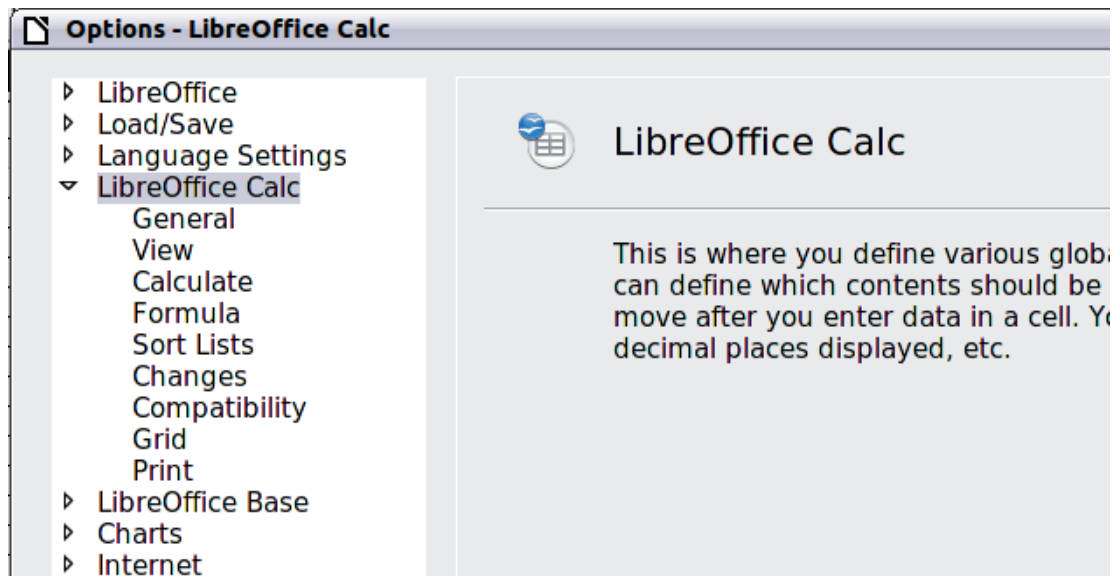 Options - LibreOffice Calc
LibreOffice
Load/Save
Language Settings
LibreOffice Calc
General
View
Calculate
Formula
Sort Lists
Changes
Compatibility
Grid
Print
LibreOffice Base
Charts
Internet
LibreOffice Calc
This is where you define various
can define which contents should be
move after you enter data in a cell.
decimal places displayed, etc.